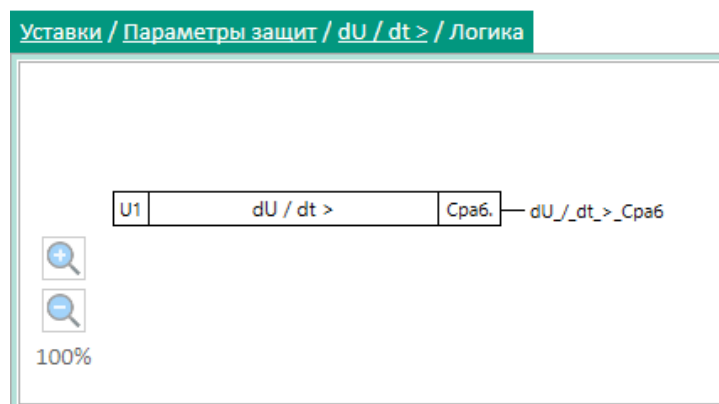 Уставки / Параметры защит / dU / dt > / Логика
U1 dU / dt > Сраб. dU_/_dt_>_Сраб
100%